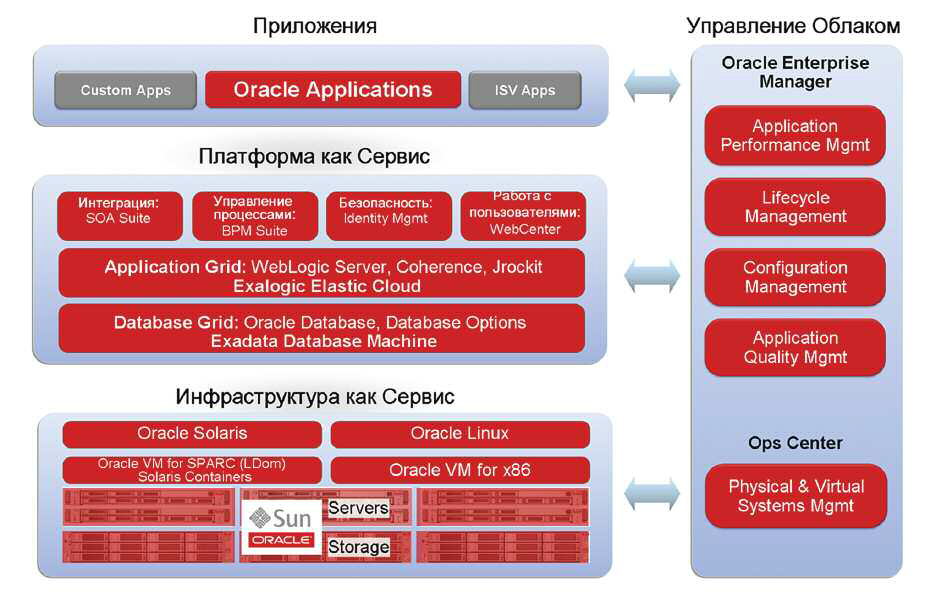 Приложения
Custom Apps
Oracle Applications
ISV Apps
Платформа как Сервис
Интеграция:
SOA Suite
Управление
процессами:
BPM Suite
Безопасность:
Identity Mgmt
Работа с
пользователями:
WebCenter
Application Grid: WebLogic Server, Coherence, Jrockit
Exalogic Elastic Cloud
Database Grid: Oracle Database, Database Options
Exadata Database Machine
Инфраструктура как Сервис
Oracle Solaris
Oracle Linux
Oracle VM for SPARC (LDom)
Solaris Containers
Oracle VM for x86
Sun
ORACLE
Servers
Storage
Управление Облаком
Oracle Enterprise
Manager
Application
Performance Mgmt
Lifecycle
Management
Configuration
Management
Application
Quality Mgmt
Ops Center
Physical & Virtual
Systems Mgmt